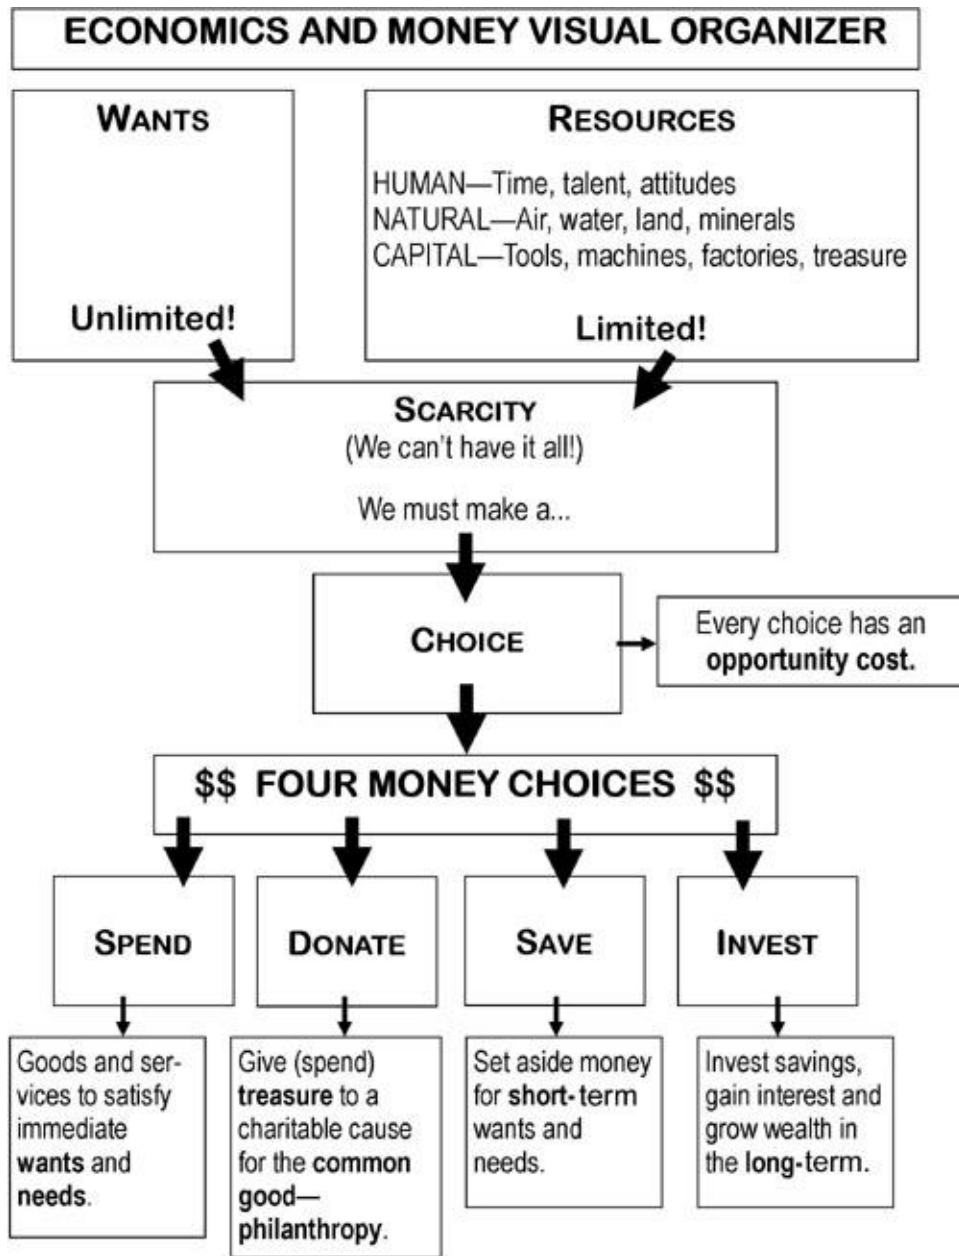 ECONOMICS AND MONEY VISUAL ORGANIZER
WANTS
Unlimited!
RESOURCES
HUMAN—Time, talent, attitudes
NATURAL—Air, water, land, minerals
CAPITAL—Tools, machines, factories, treasure
Limited!
SCARCITY
(We can't have it all!)
We must make a...
CHOICE
Every choice has an
opportunity cost.
$$ FOUR MONEY CHOICES $$
SPEND
DONATE
SAVE
INVEST
Goods and ser-
vices to satisfy
immediate
wants and
needs.
Give (spend)
treasure to a
charitable cause
for the common
good—
philanthropy.
Set aside money
for short-term
wants and
needs.
Invest savings,
gain interest and
grow wealth in
the long-term.